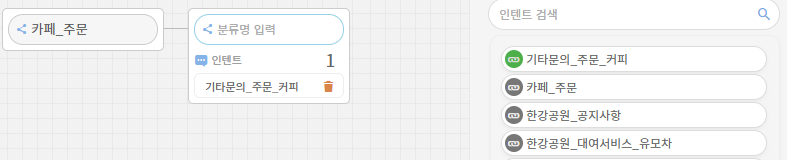 카페_주문
분류명 입력
인텐트 1
기타문의_주문_커피
인텐트 검색
기타문의_주문_커피
카페_주문
한강공원_공지사항
한강공원_대여서비스_유모차